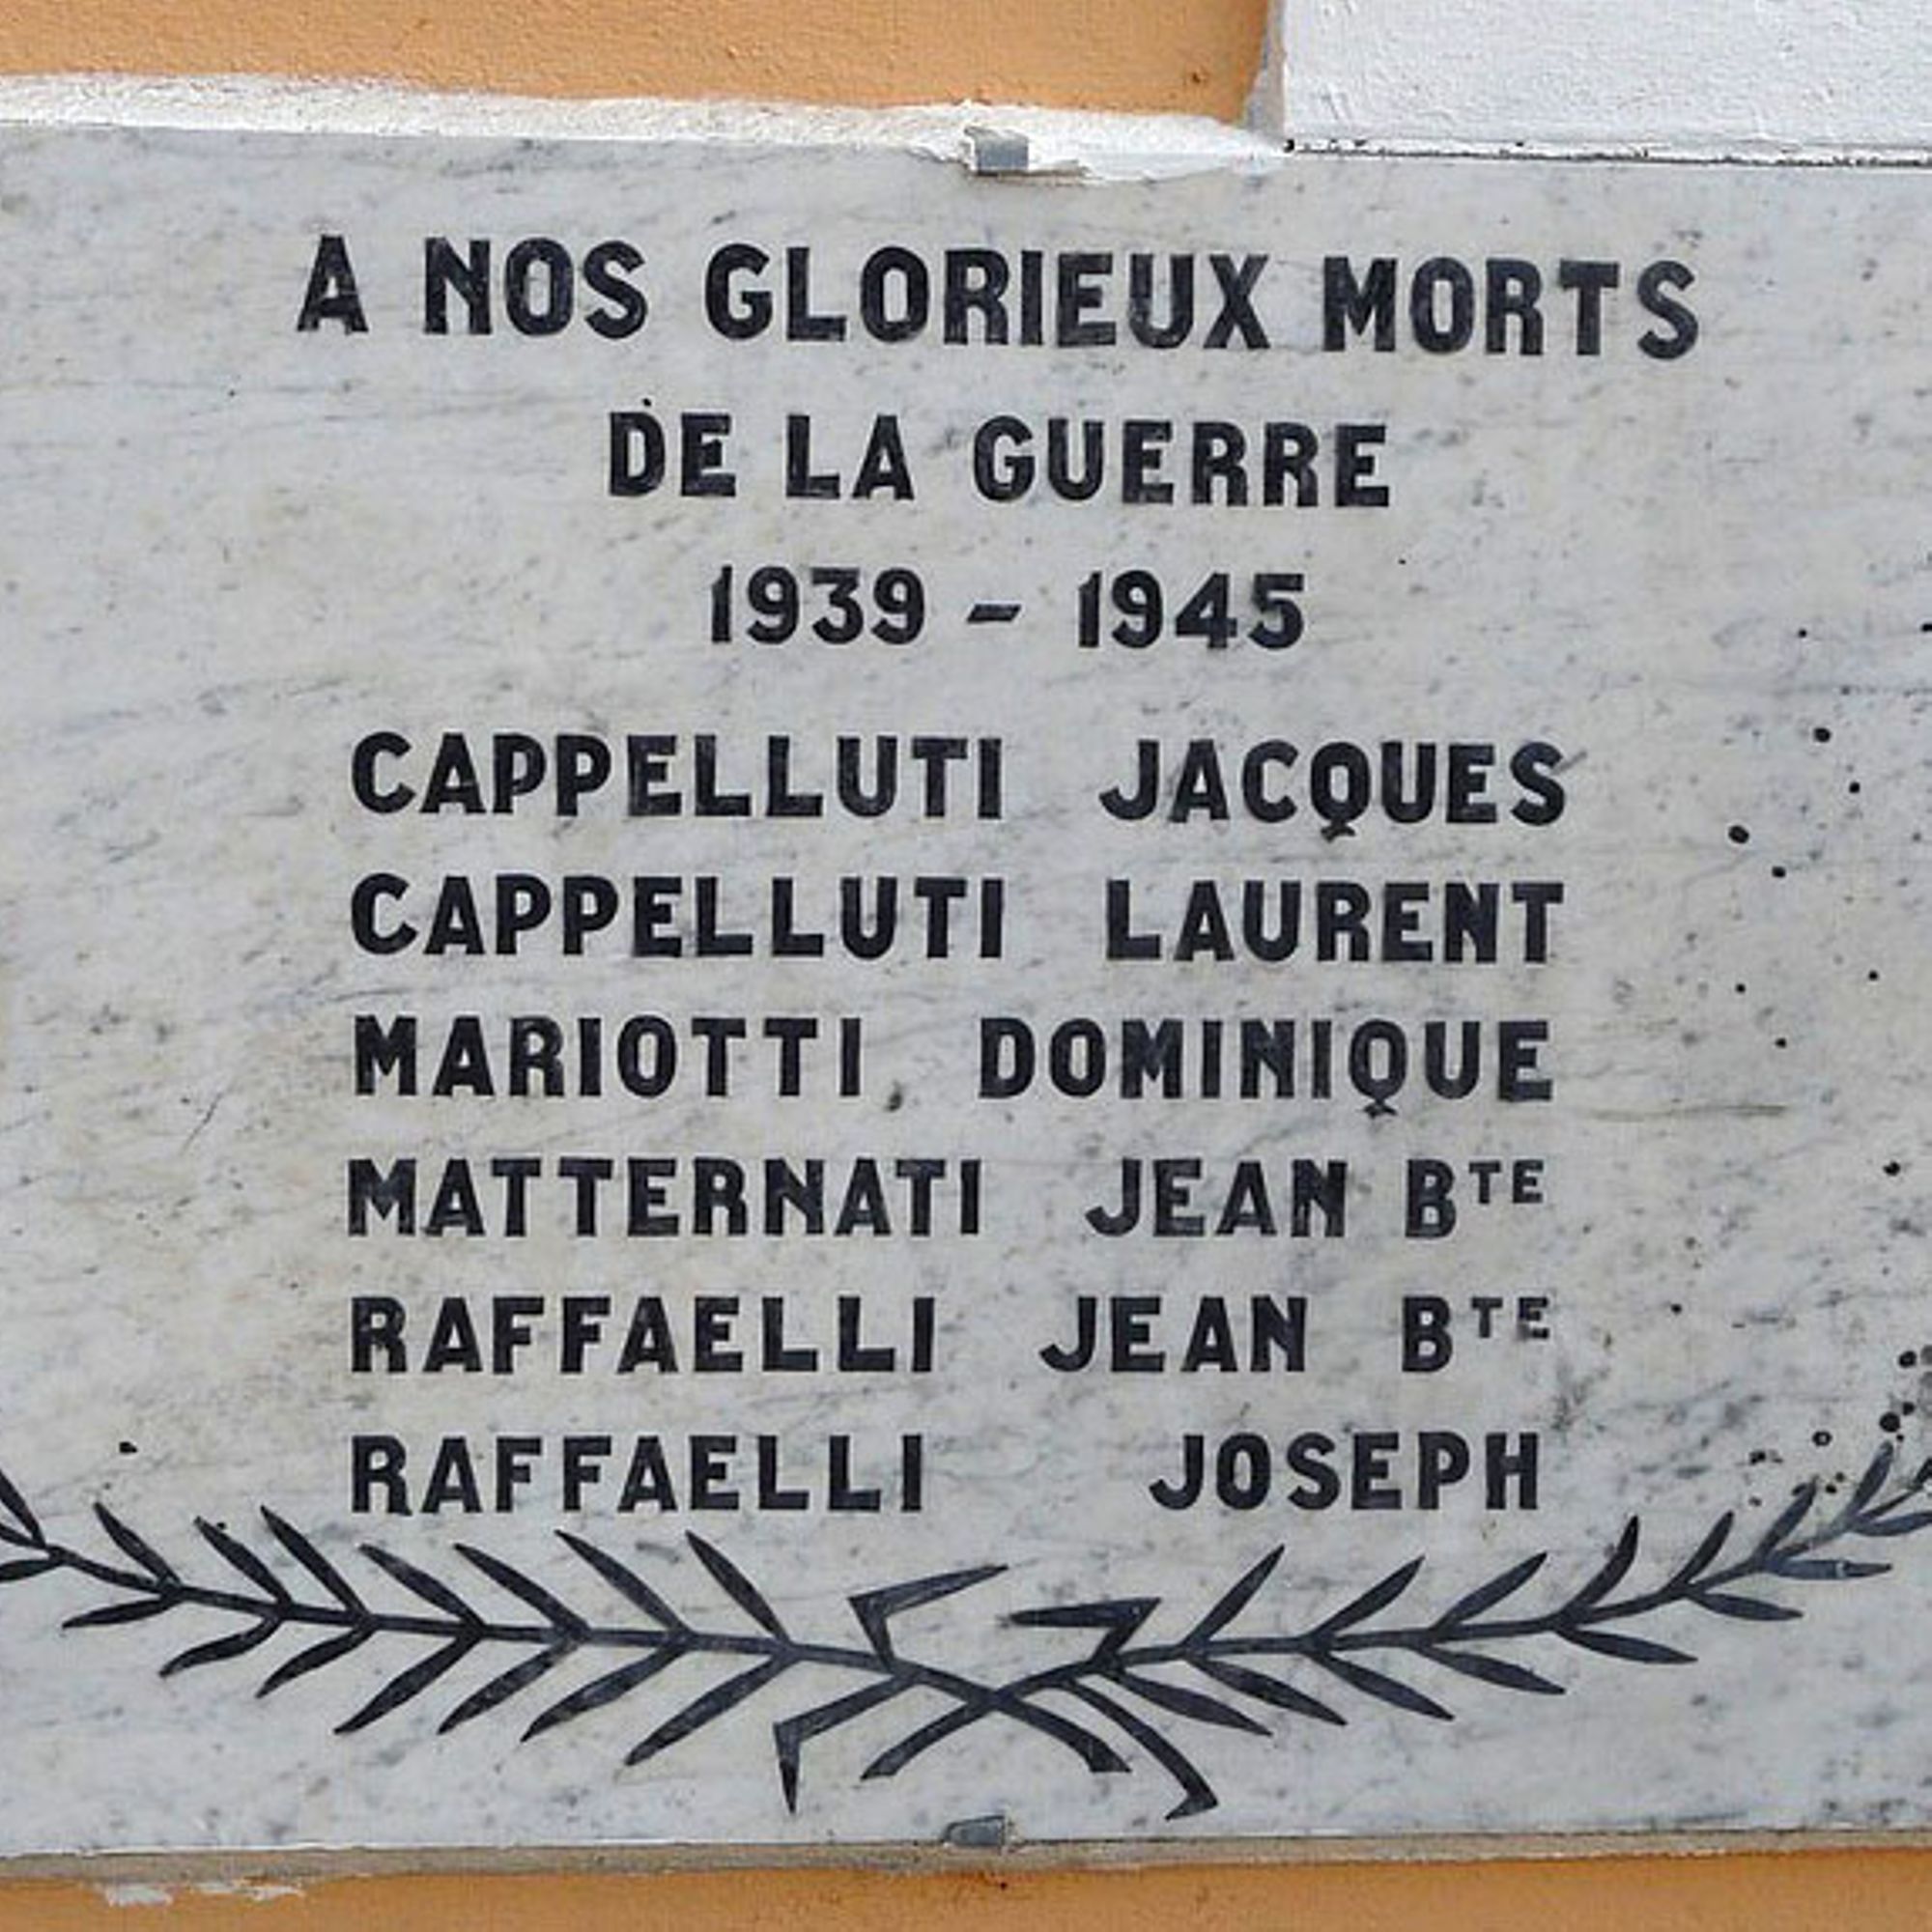 A NOS GLORIEUX MORTS
DE LA GUERRE
1939 - 1945
CAPPELLUTI JACQUES
CAPPELLUTI LAURENT
MARIOTTI DOMINIQUE
MATTERNATI JEAN BTE
RAFFAELLI JEAN BTE
RAFFAELLI JOSEPH